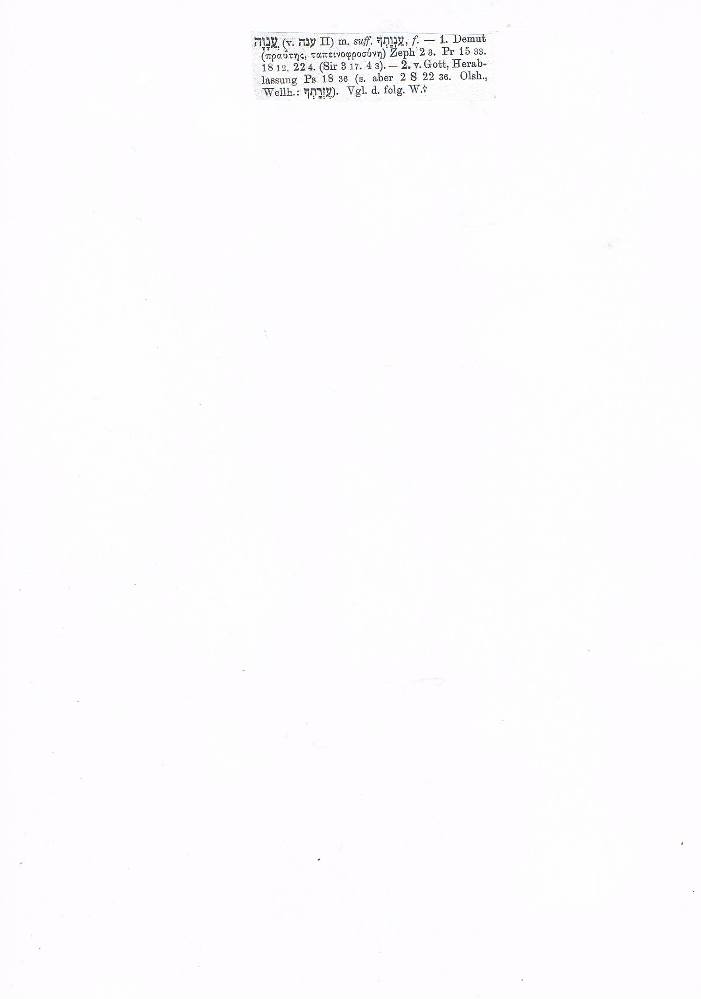 עֲנָוָה (v. ענה II) m. suff. עַנְוָתְךָ, f. — 1. Demut
(πραΰτης, ταπεινοφροσύνη) Zeph 2 3. Pr 15 33.
18 12. 22 4. (Sir 3 17. 4 8). — 2. v. Gott, Herab-
lassung Ps 18 36 (s. aber 2 S 22 36. Olsh.,
Wellh.: עֶזְרָתְךָ). Vgl. d. folg. W.†